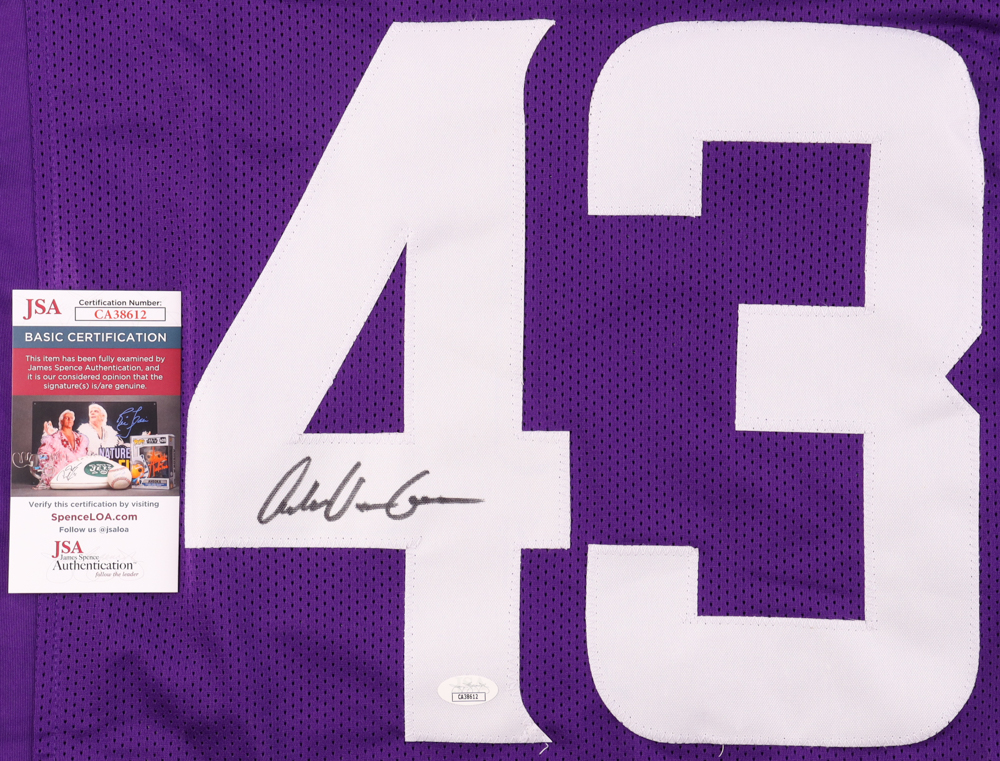 43
JSA
Certification Number:
CA38612
BASIC CERTIFICATION
This item has been fully examined by
James Spence Authentication, and
it is our considered opinion that the
signature(s) is/are genuine.
NATURE
Verify this certification by visiting
SpenceLOA.com
Follow us @jsaloa
JSA
James Spence
Authentication
follow the leader
CA38612